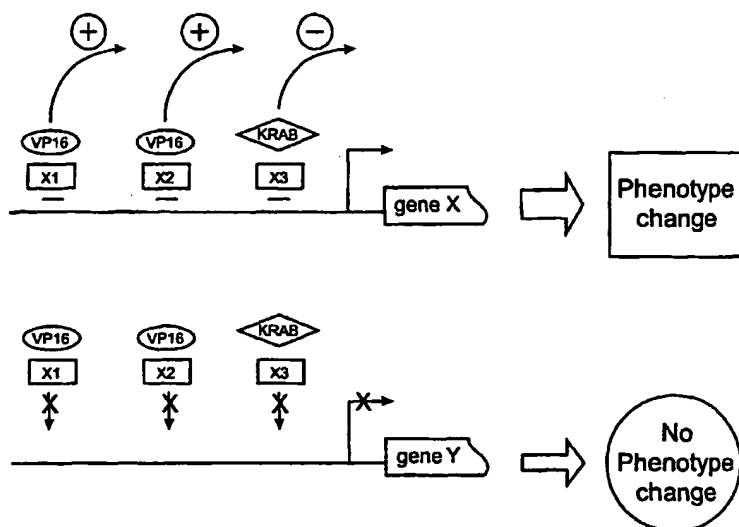 + + −
VP16 VP16 KRAB
X1 X2 X3
gene X
Phenotype
change
VP16 VP16 KRAB
X1 X2 X3
X X X X
gene Y
No
Phenotype
change